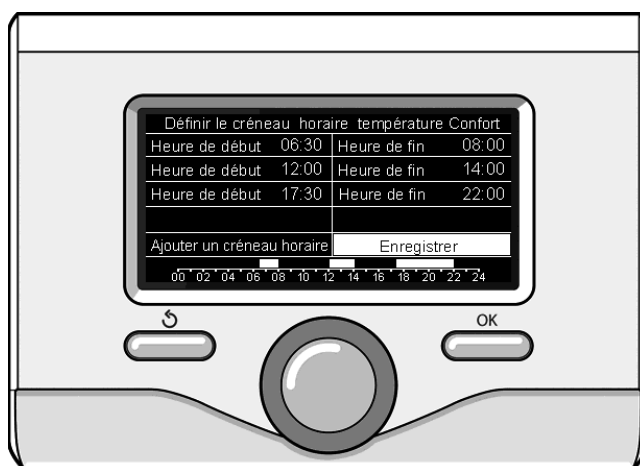 Définir le créneau horaire température Confort
Heure de début 06:30 Heure de fin 08:00
Heure de début 12:00 Heure de fin 14:00
Heure de début 17:30 Heure de fin 22:00
Ajouter un créneau horaire Enregistrer
00 02 04 06 08 10 12 14 16 18 20 22 24
OK